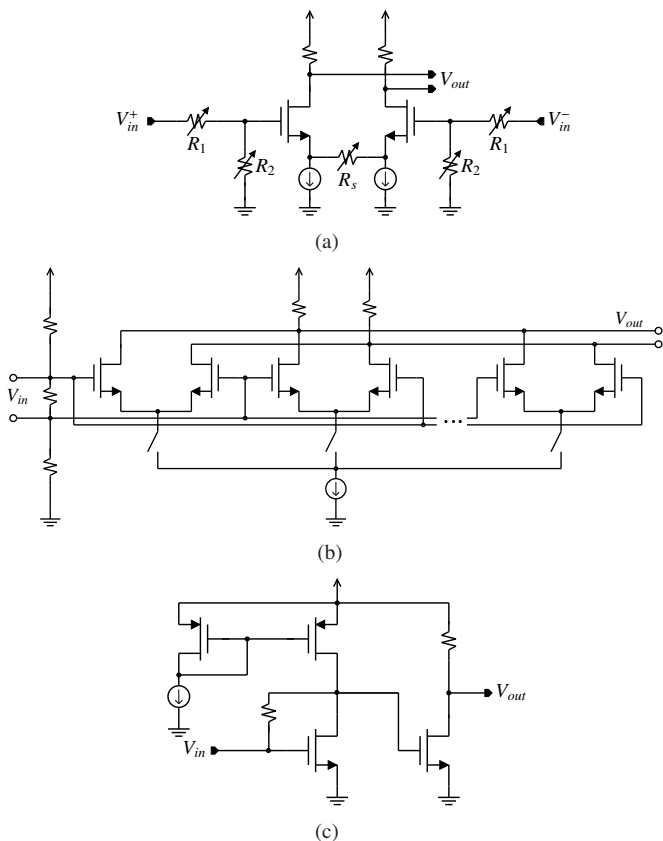 V_out
V_in^+ R_1 R_2 R_s R_2 R_1 V_in^-
(a)
V_out
V_in
...
(b)
V_out
V_in
(c)